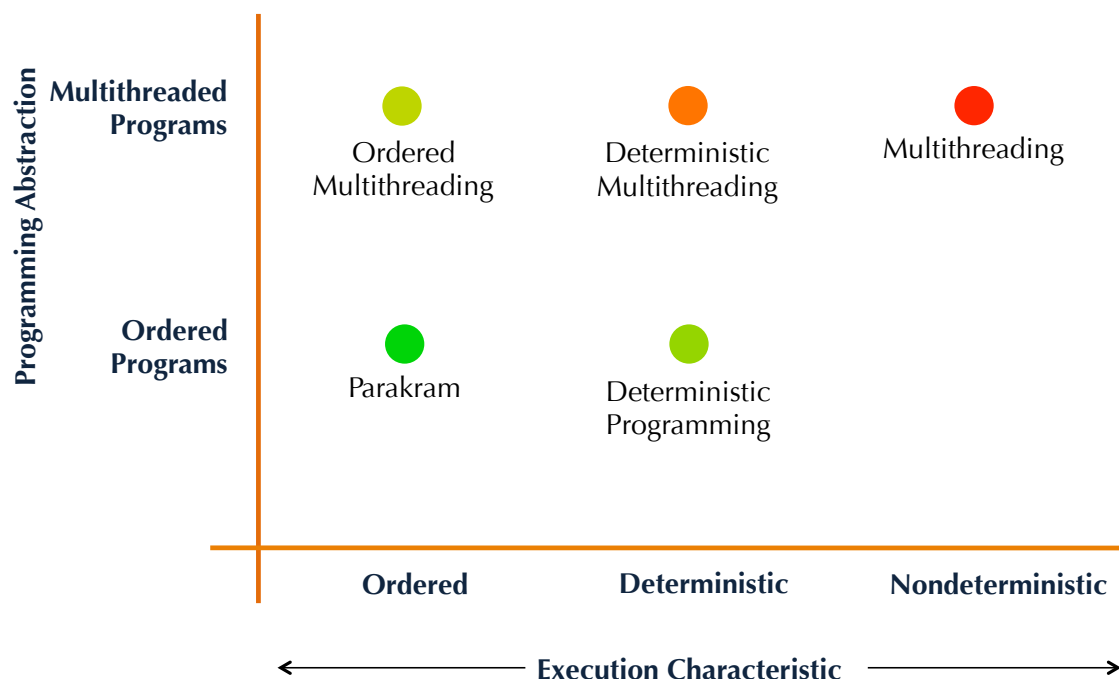 Programming Abstraction
Multithreaded
Programs
Ordered
Multithreading
Deterministic
Multithreading
Multithreading
Ordered
Programs
Parakram
Deterministic
Programming
Ordered
Deterministic
Nondeterministic
Execution Characteristic